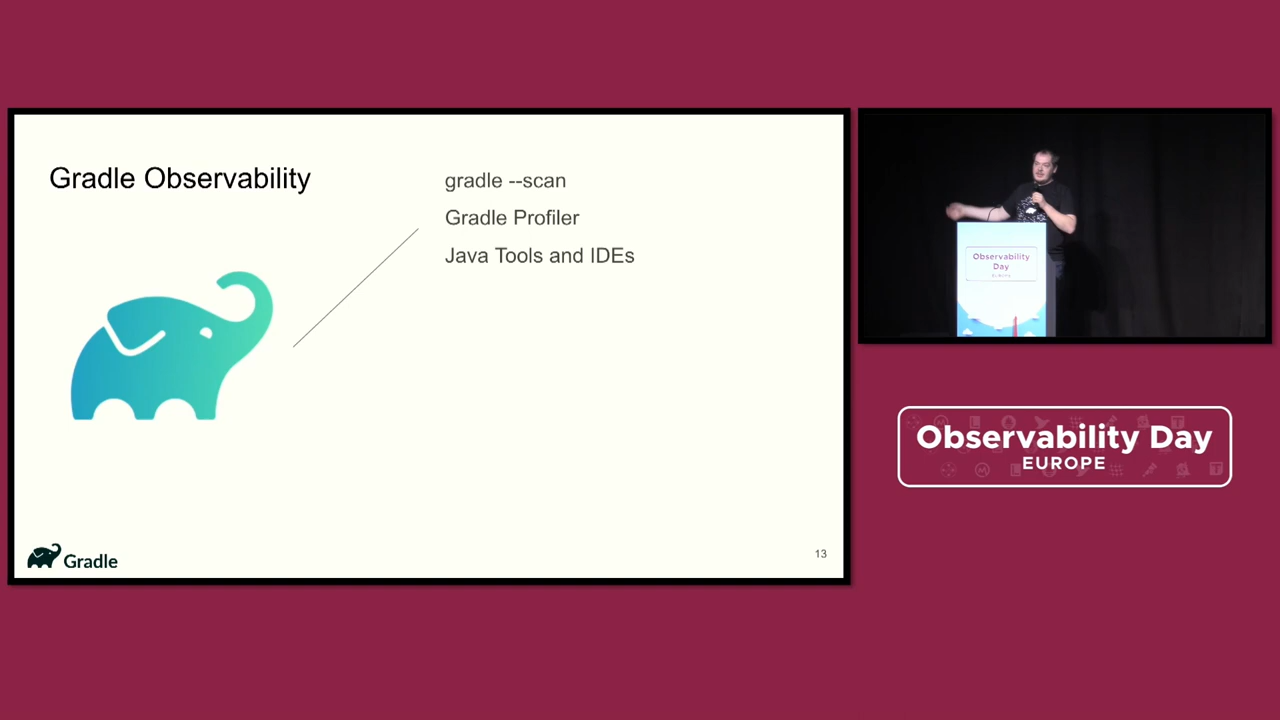 Gradle Observability
gradle --scan
Gradle Profiler
Java Tools and IDEs
Gradle
13
Observability
Day
Observability Day
EUROPE